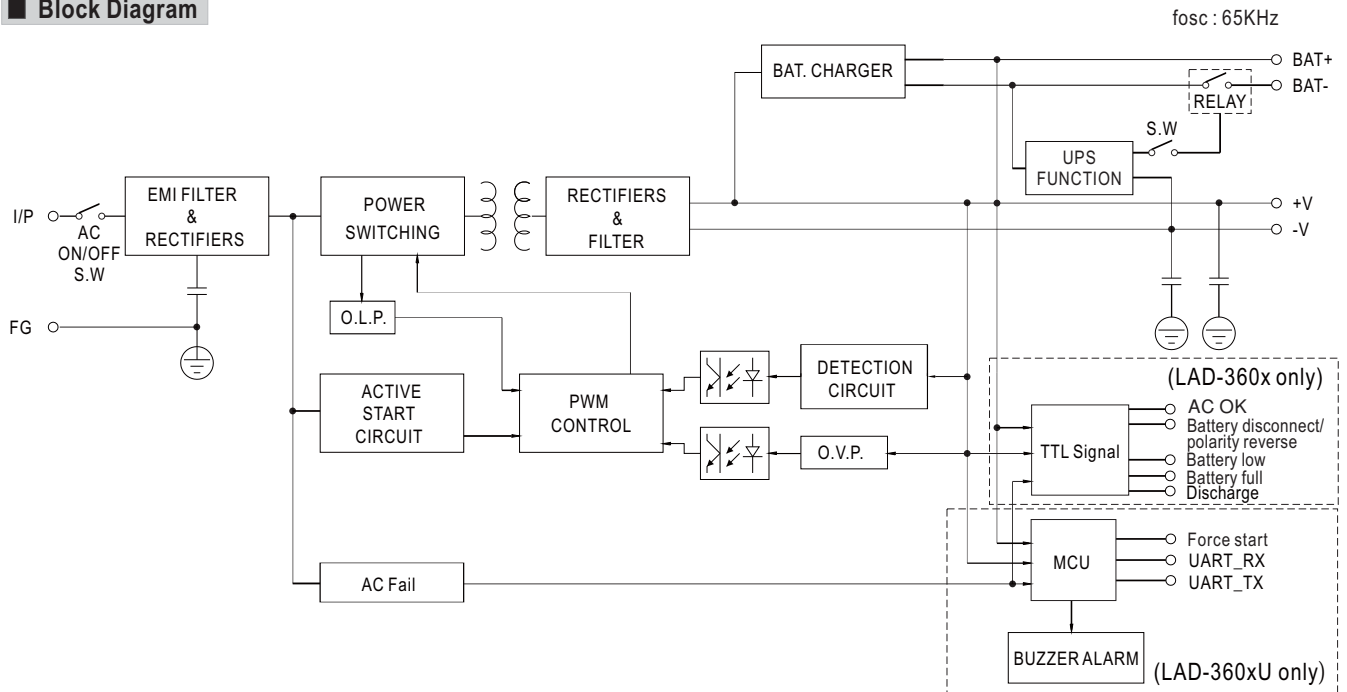 Block Diagram
fosc : 65KHz
BAT. CHARGER
BAT+
BAT-
RELAY
S.W
UPS
FUNCTION
EMI FILTER
&
RECTIFIERS
POWER
SWITCHING
RECTIFIERS
&
FILTER
I/P
AC
ON/OFF
S.W
+V
-V
FG
O.L.P.
ACTIVE
START
CIRCUIT
PWM
CONTROL
DETECTION
CIRCUIT
O.V.P.
(LAD-360x only)
TTL Signal
AC OK
Battery disconnect/
polarity reverse
Battery low
Battery full
Discharge
AC Fail
MCU
Force start
UART_RX
UART_TX
BUZZER ALARM
(LAD-360xU only)